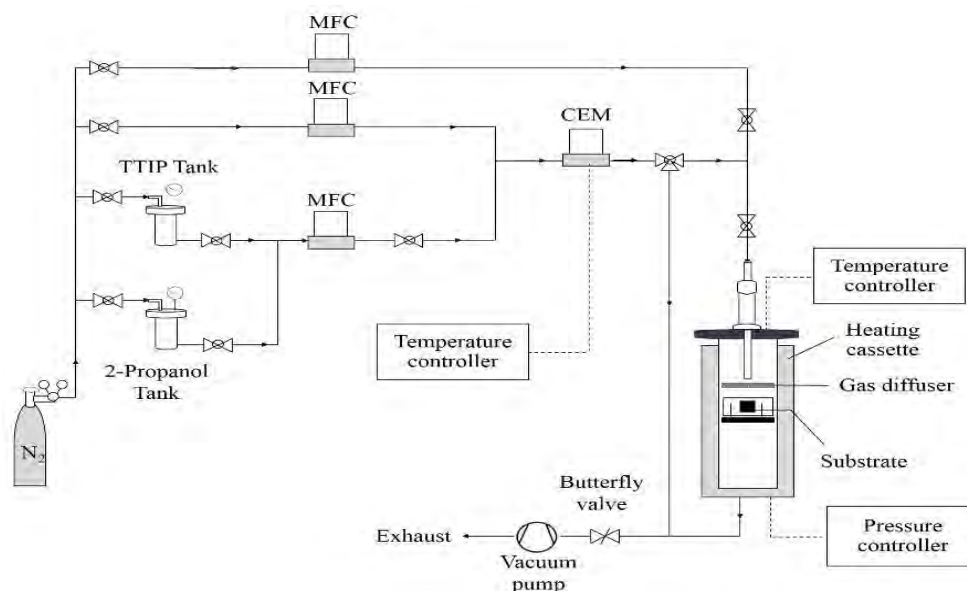 MFC
MFC
CEM
TTIP Tank
MFC
Temperature
controller
Temperature
controller
Heating
cassette
2-Propanol
Tank
Gas diffuser
N₂
Substrate
Butterfly
valve
Exhaust
Vacuum
pump
Pressure
controller